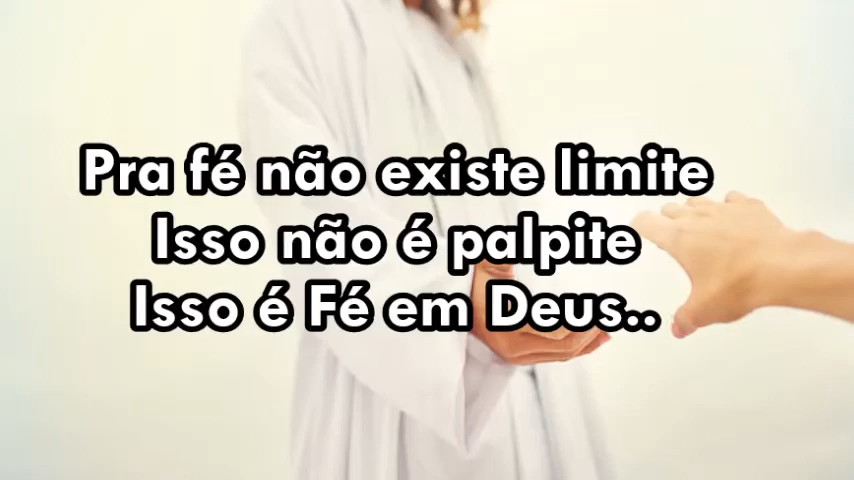 Pra fé não existe limite
Isso não é palpite
Isso é Fé em Deus..